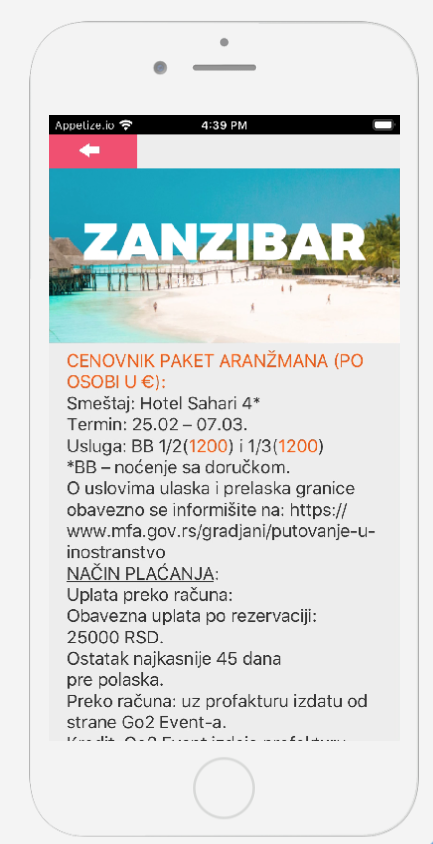 Appetize.io
4:39 PM
ZANZIBAR
CENOVNIK PAKET ARANŽMANA (PO
OSOBI U €):
Smeštaj: Hotel Sahari 4*
Termin: 25.02 – 07.03.
Usluga: BB 1/2(1200) i 1/3(1200)
*BB – noćenje sa doručkom.
O uslovima ulaska i prelaska granice
obavezno se informišite na: https://
www.mfa.gov.rs/gradjani/putovanje-u-
inostranstvo
NAČIN PLAĆANJA:
Uplata preko računa:
Obavezna uplata po rezervaciji:
25000 RSD.
Ostatak najkasnije 45 dana
pre polaska.
Preko računa: uz profakturu izdatu od
strane Go2 Event-a.